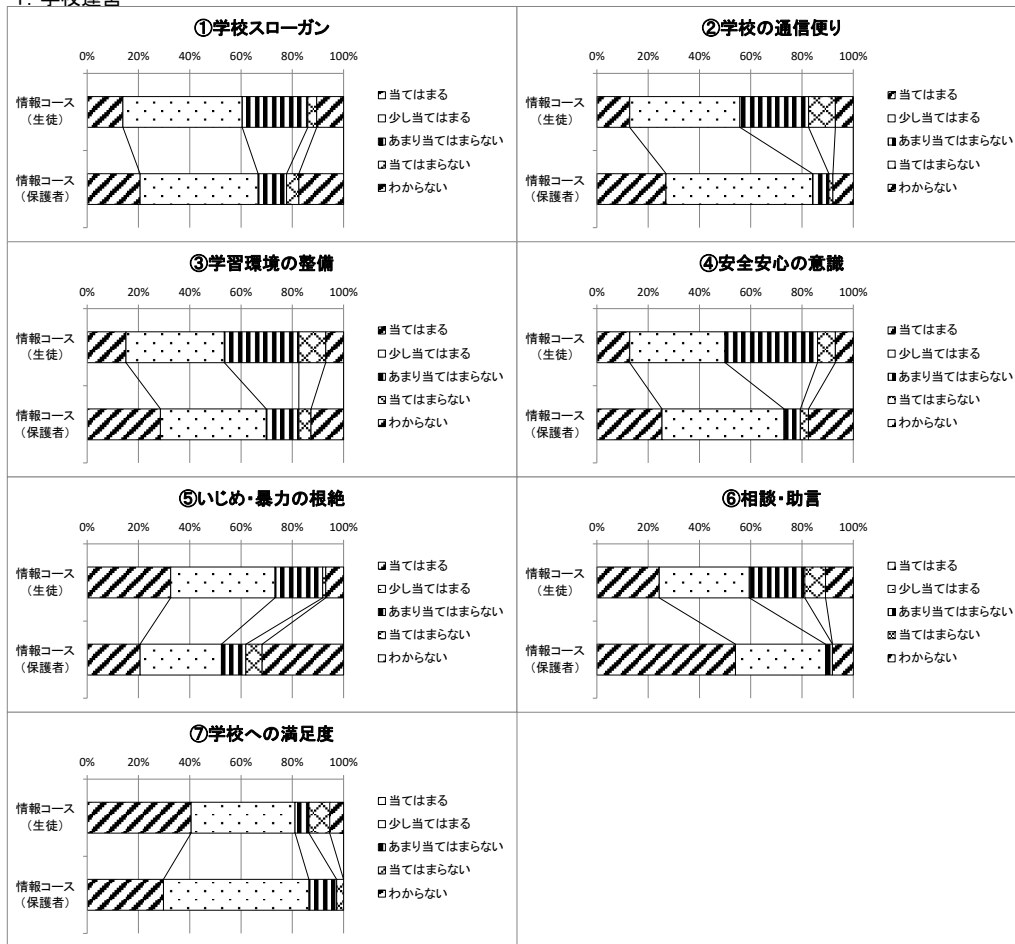 1. 学校運営
①学校スローガン
0% 20% 40% 60% 80% 100%
情報コース
（生徒）
情報コース
（保護者）
当てはまる
少し当てはまる
あまり当てはまらない
当てはまらない
わからない
②学校の通信便り
0% 20% 40% 60% 80% 100%
情報コース
（生徒）
情報コース
（保護者）
当てはまる
少し当てはまる
あまり当てはまらない
当てはまらない
わからない
③学習環境の整備
0% 20% 40% 60% 80% 100%
情報コース
（生徒）
情報コース
（保護者）
当てはまる
少し当てはまる
あまり当てはまらない
当てはまらない
わからない
④安全安心の意識
0% 20% 40% 60% 80% 100%
情報コース
（生徒）
情報コース
（保護者）
当てはまる
少し当てはまる
あまり当てはまらない
当てはまらない
わからない
⑤いじめ・暴力の根絶
0% 20% 40% 60% 80% 100%
情報コース
（生徒）
情報コース
（保護者）
当てはまる
少し当てはまる
あまり当てはまらない
当てはまらない
わからない
⑥相談・助言
0% 20% 40% 60% 80% 100%
情報コース
（生徒）
情報コース
（保護者）
当てはまる
少し当てはまる
あまり当てはまらない
当てはまらない
わからない
⑦学校への満足度
0% 20% 40% 60% 80% 100%
情報コース
（生徒）
情報コース
（保護者）
当てはまる
少し当てはまる
あまり当てはまらない
当てはまらない
わからない